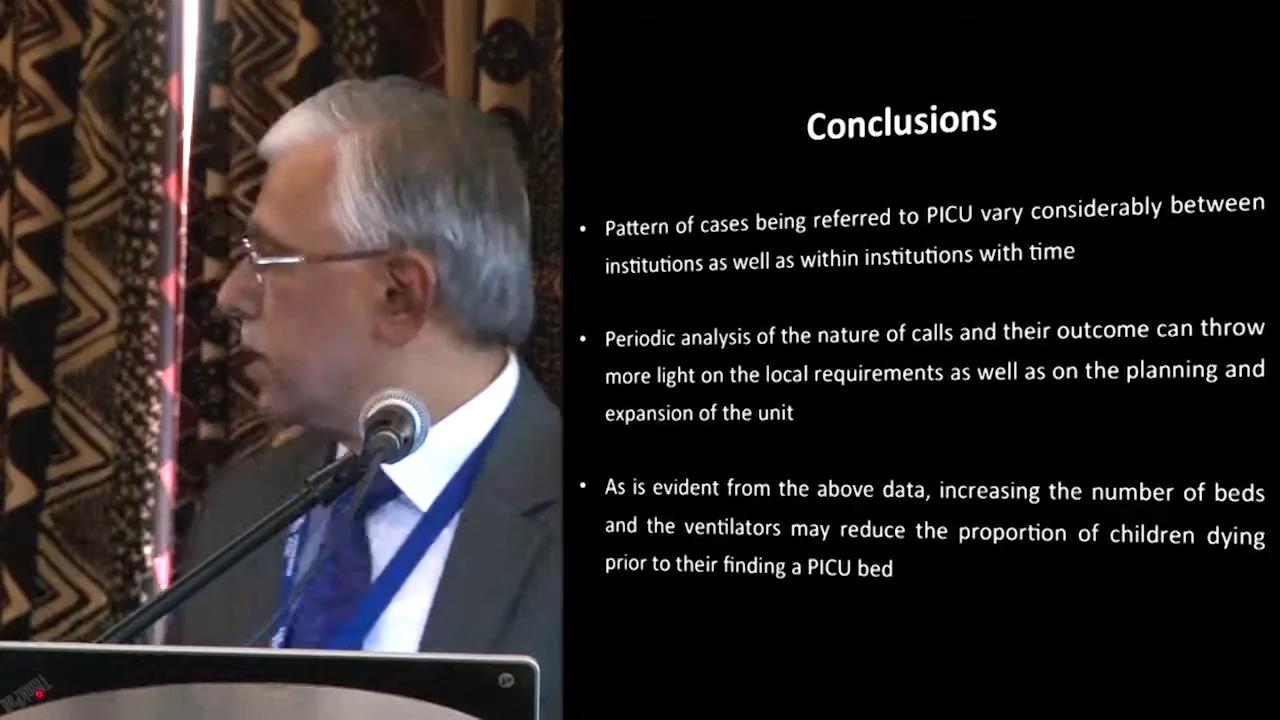 Conclusions
• Pattern of cases being referred to PICU vary considerably between
institutions as well as within institutions with time
• Periodic analysis of the nature of calls and their outcome can throw
more light on the local requirements as well as on the planning and
expansion of the unit
• As is evident from the above data, increasing the number of beds
and the ventilators may reduce the proportion of children dying
prior to their finding a PICU bed
ThinkPad
hp